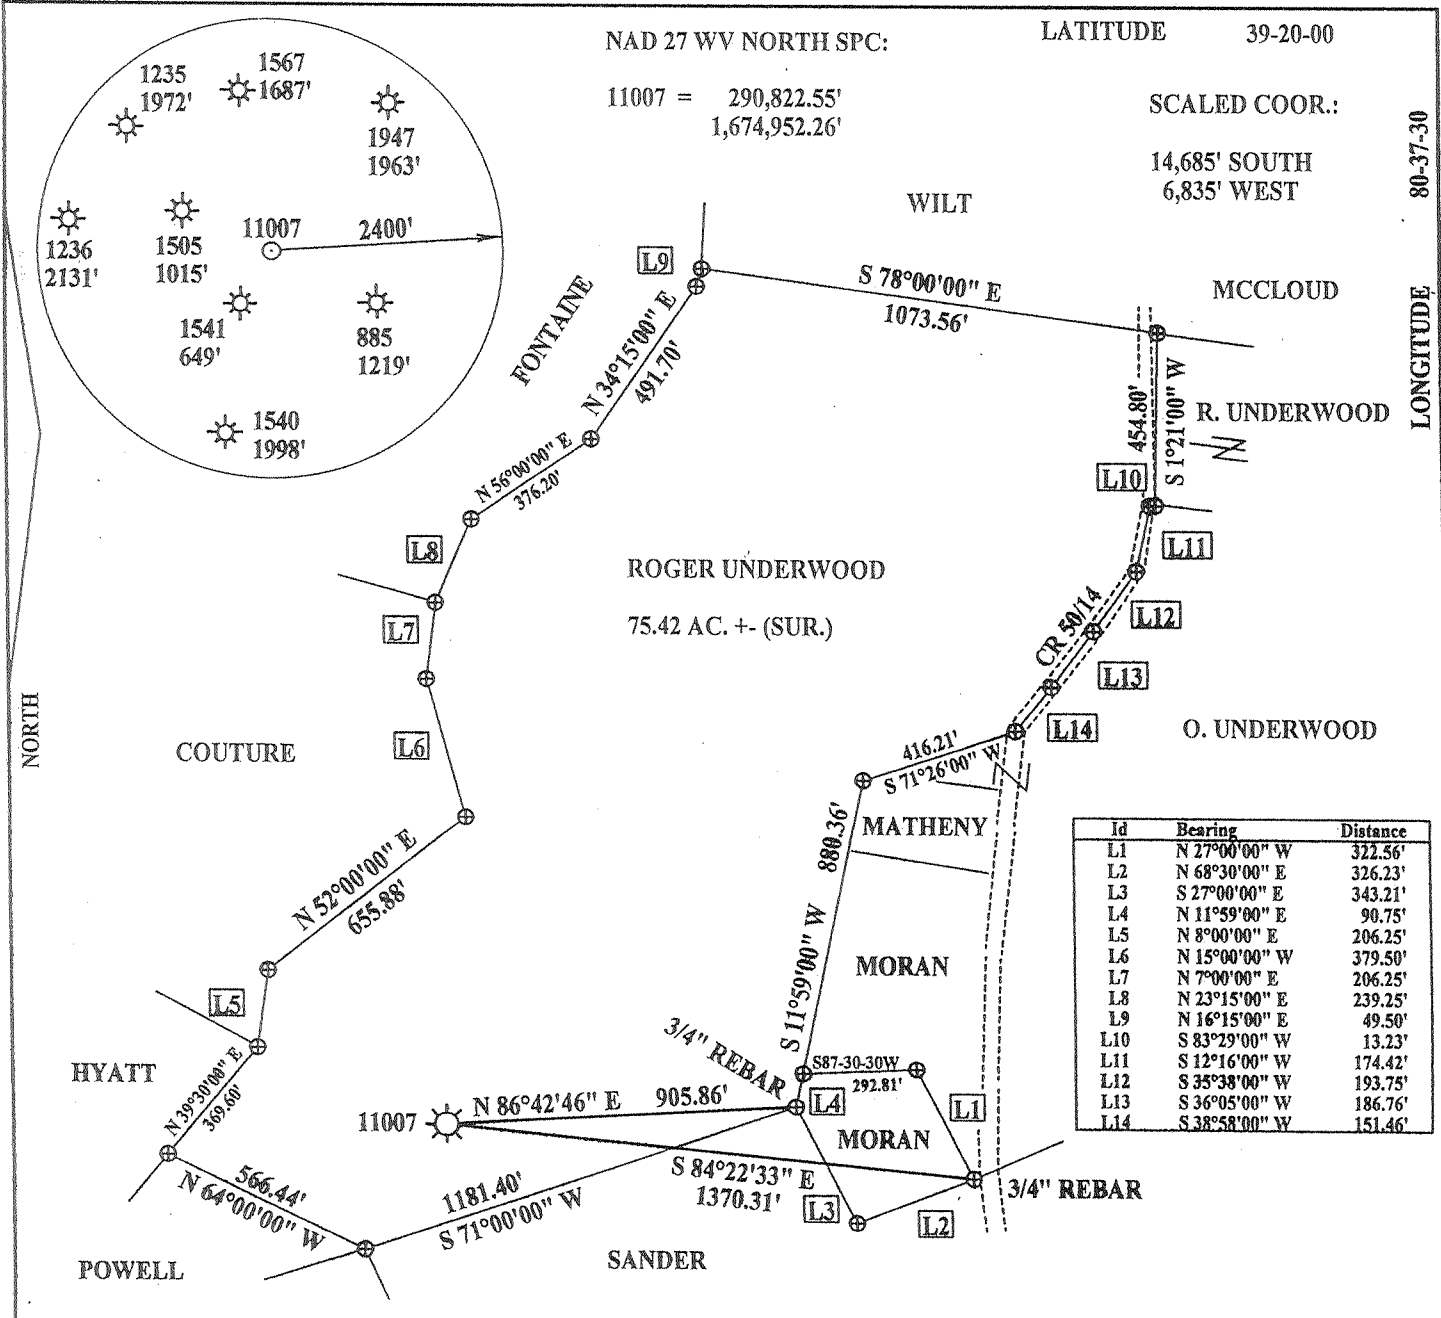 NAD 27 WV NORTH SPC:
11007 = 290,822.55'
1,674,952.26'
LATITUDE 39-20-00
SCALED COOR.:
14,685' SOUTH
6,835' WEST
80-37-30
LONGITUDE
1235
1972'
1567
1687'
1947
1963'
1236
2131'
1505
1015'
11007
2400'
1541
649'
885
1219'
1540
1998'
WILT
MCCLOUD
L9
S 78°00'00" E
1073.56'
FONTAINE
N 34°15'00" E
491.70'
454.80'
S 1°21'00" W
R. UNDERWOOD
N 56°00'00" E
376.20'
L10
L8
L11
ROGER UNDERWOOD
75.42 AC. +- (SUR.)
L7
CR 50/14
L12
L13
L14
L6
NORTH
COUTURE
O. UNDERWOOD
416.21'
S 71°26'00" W
MATHENY
880.36'
S 11°59'00" W
N 52°00'00" E
655.88'
MORAN
L5
Id Bearing Distance
L1 N 27°00'00" W 322.56'
L2 N 68°30'00" E 326.23'
L3 S 27°00'00" E 343.21'
L4 N 11°59'00" E 90.75'
L5 N 8°00'00" E 206.25'
L6 N 15°00'00" W 379.50'
L7 N 7°00'00" E 206.25'
L8 N 23°15'00" E 239.25'
L9 N 16°15'00" E 49.50'
L10 S 83°29'00" W 13.23'
L11 S 12°16'00" W 174.42'
L12 S 35°38'00" W 193.75'
L13 S 36°05'00" W 186.76'
L14 S 38°58'00" W 151.46'
HYATT
N 39°30'00" E
369.60'
3/4" REBAR
S87-30-30W
292.81'
11007
N 86°42'46" E 905.86'
L4
L1
MORAN
S 84°22'33" E
1370.31'
3/4" REBAR
566.44'
N 64°00'00" W
1181.40'
S 71°00'00" W
L3
L2
POWELL
SANDER